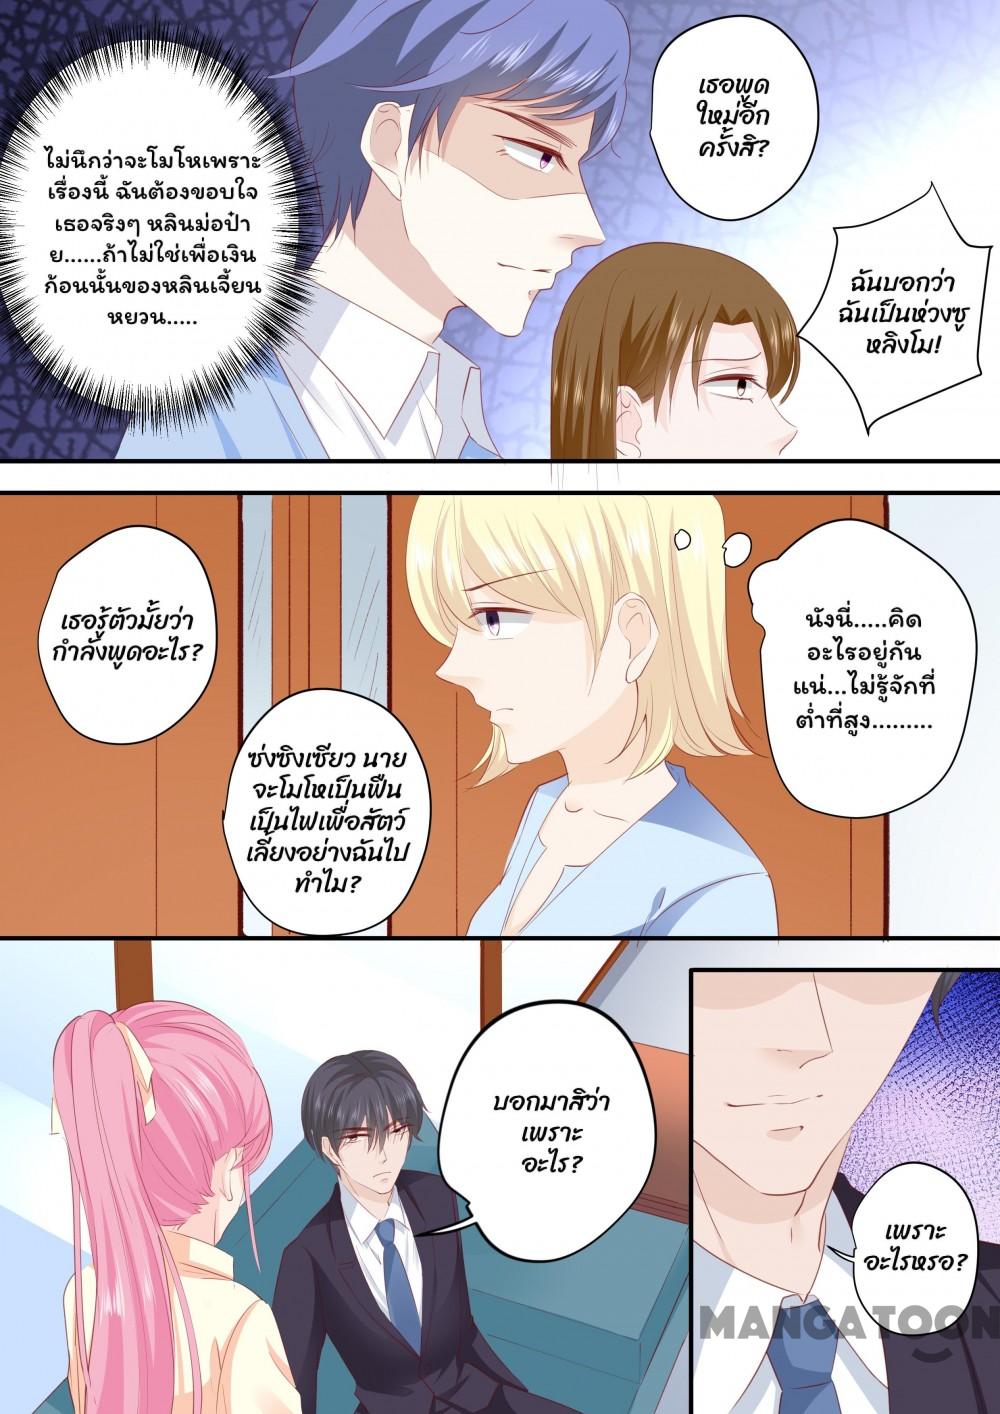 ไม่นึกว่าจะโมโหเพราะ
เรื่องนี้ ฉันต้องขอบใจ
เธอจริงๆ หลินม่อป๋า
ย......ถ้าไม่ใช่เพื่อเงิน
ก้อนนั้นของหลินเจี้ยน
หยวน.....
เธอพูด
ใหม่อีก
ครั้งสิ?
ฉันบอกว่า
ฉันเป็นห่วงซู
หลิงโม!
เธอรู้ตัวมั้ยว่า
กำลังพูดอะไร?
ซ่งซิงเซียว นาย
จะโมโหเป็นฟืน
เป็นไฟเพื่อสัตว์
เลี้ยงอย่างฉันไป
ทำไม?
นังนี่.....คิด
อะไรอยู่กัน
แน่...ไม่รู้จักที่
ต่ำที่สูง.........
บอกมาสิว่า
เพราะ
อะไร?
เพราะ
อะไรหรอ?
MANGATOON